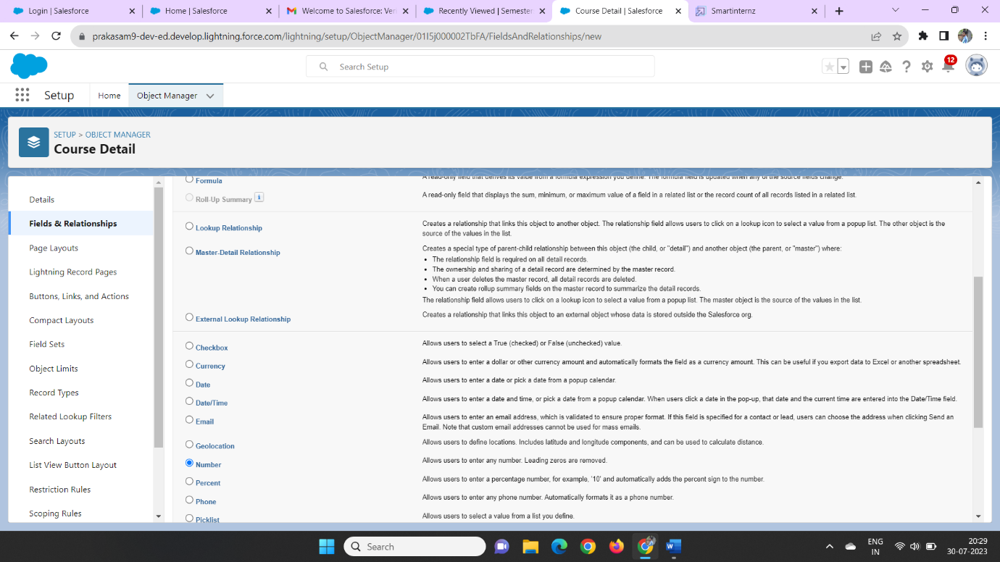 Login | Salesforce
Home | Salesforce
Welcome to Salesforce: Ver
Recently Viewed | Semester
Course Detail | Salesforce
Smartinternz
prakasam9-dev-ed.develop.lightning.force.com/lightning/setup/ObjectManager/01I5j000002TbFA/FieldsAndRelationships/new
Search Setup
12
Setup
Home
Object Manager
SETUP > OBJECT MANAGER
Course Detail
Details
Fields & Relationships
Page Layouts
Lightning Record Pages
Buttons, Links, and Actions
Compact Layouts
Field Sets
Object Limits
Record Types
Related Lookup Filters
Search Layouts
List View Button Layout
Restriction Rules
Scoping Rules
Formula
A read-only field that derives its value from a formula expression you define. The formula field is updated when any of the source fields change.
Roll-Up Summary i
A read-only field that displays the sum, minimum, or maximum value of a field in a related list or the record count of all records listed in a related list.
Lookup Relationship
Creates a relationship that links this object to another object. The relationship field allows users to click on a lookup icon to select a value from a popup list. The other object is the
source of the values in the list.
Master-Detail Relationship
Creates a special type of parent-child relationship between this object (the child, or "detail") and another object (the parent, or "master") where:
• The relationship field is required on all detail records.
• The ownership and sharing of a detail record are determined by the master record.
• When a user deletes the master record, all detail records are deleted.
• You can create rollup summary fields on the master record to summarize the detail records.
The relationship field allows users to click on a lookup icon to select a value from a popup list. The master object is the source of the values in the list.
External Lookup Relationship
Creates a relationship that links this object to an external object whose data is stored outside the Salesforce org.
Checkbox
Allows users to select a True (checked) or False (unchecked) value.
Currency
Allows users to enter a dollar or other currency amount and automatically formats the field as a currency amount. This can be useful if you export data to Excel or another spreadsheet.
Date
Allows users to enter a date or pick a date from a popup calendar.
Date/Time
Allows users to enter a date and time, or pick a date from a popup calendar. When users click a date in the pop-up, that date and the current time are entered into the Date/Time field.
Email
Allows users to enter an email address, which is validated to ensure proper format. If this field is specified for a contact or lead, users can choose the address when clicking Send an
Email. Note that custom email addresses cannot be used for mass emails.
Geolocation
Allows users to define locations. Includes latitude and longitude components, and can be used to calculate distance.
Number
Allows users to enter any number. Leading zeros are removed.
Percent
Allows users to enter a percentage number, for example, '10' and automatically adds the percent sign to the number.
Phone
Allows users to enter any phone number. Automatically formats it as a phone number.
Picklist
Allows users to select a value from a list you define.
Search
ENG
IN
20:29
30-07-2023